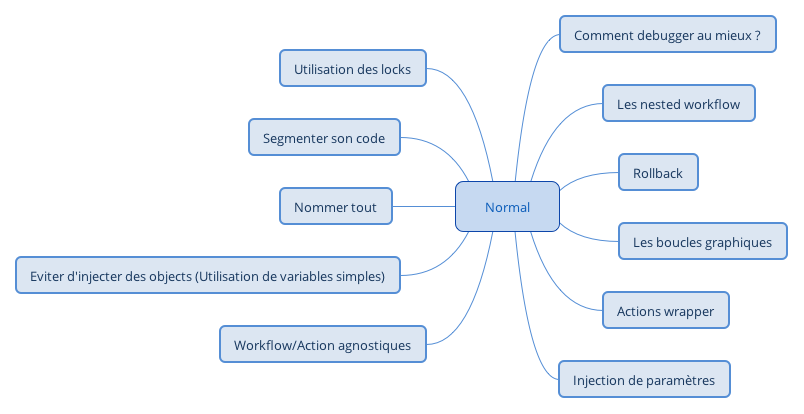 Comment debugger au mieux ?
Utilisation des locks
Les nested workflow
Segmenter son code
Rollback
Nommer tout
Normal
Les boucles graphiques
Eviter d'injecter des objects (Utilisation de variables simples)
Actions wrapper
Workflow/Action agnostiques
Injection de paramètres